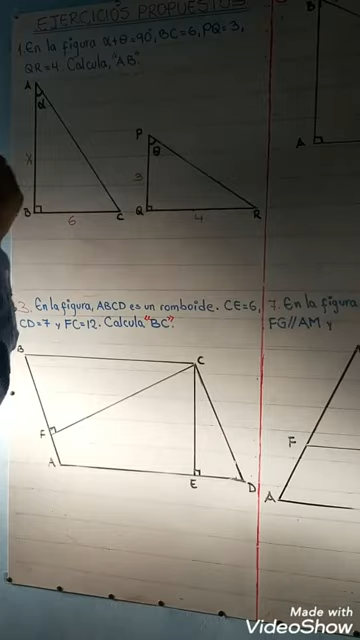 EJERCICIOS PROPUESTOS
1. En la figura α+θ=90°, BC=6, PQ=3,
QR=4. Calcula, "AB".
A
α
x
B
6
C
P
θ
3
Q
4
R
B
A
3. En la figura, ABCD es un romboide. CE=6,
CD=7 y FC=12. Calcula "BC".
B
C
F
A
E
D
7. En la figura
FG//AM y
F
A
Made with
VideoShow